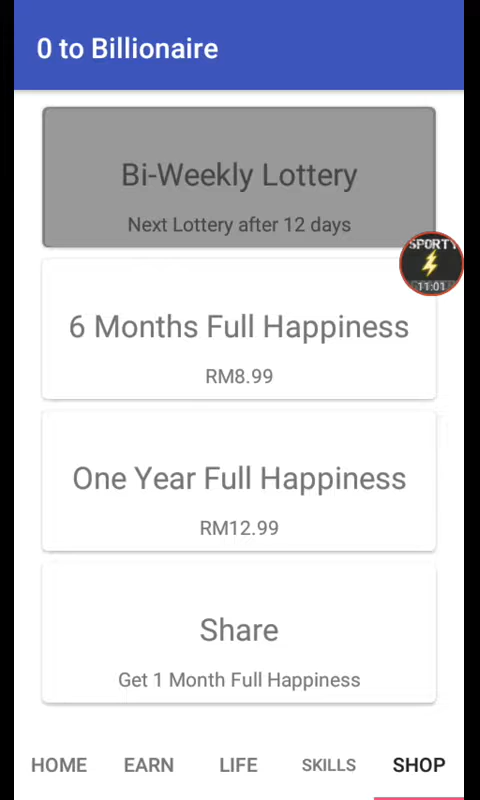 0 to Billionaire
Bi-Weekly Lottery
Next Lottery after 12 days
SPORTY
11:01
6 Months Full Happiness
RM8.99
One Year Full Happiness
RM12.99
Share
Get 1 Month Full Happiness
HOME EARN LIFE SKILLS SHOP